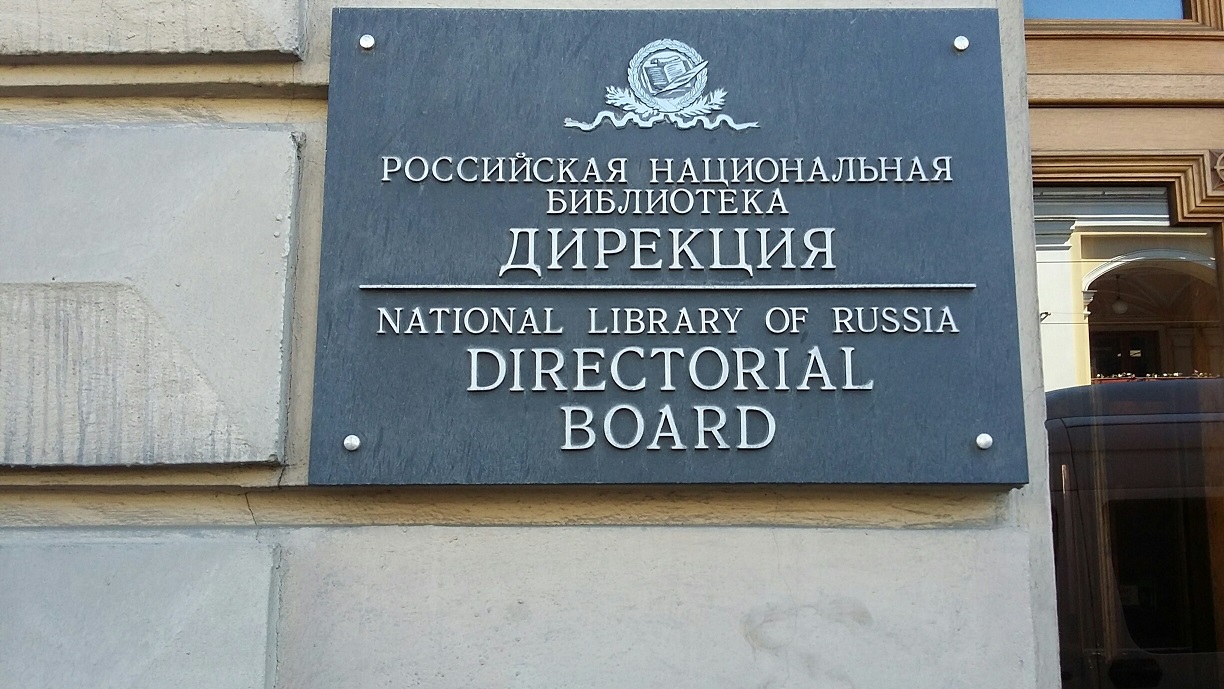 РОССИЙСКАЯ НАЦИОНАЛЬНАЯ
БИБЛИОТЕКА
ДИРЕКЦИЯ
NATIONAL LIBRARY OF RUSSIA
DIRECTORIAL
BOARD